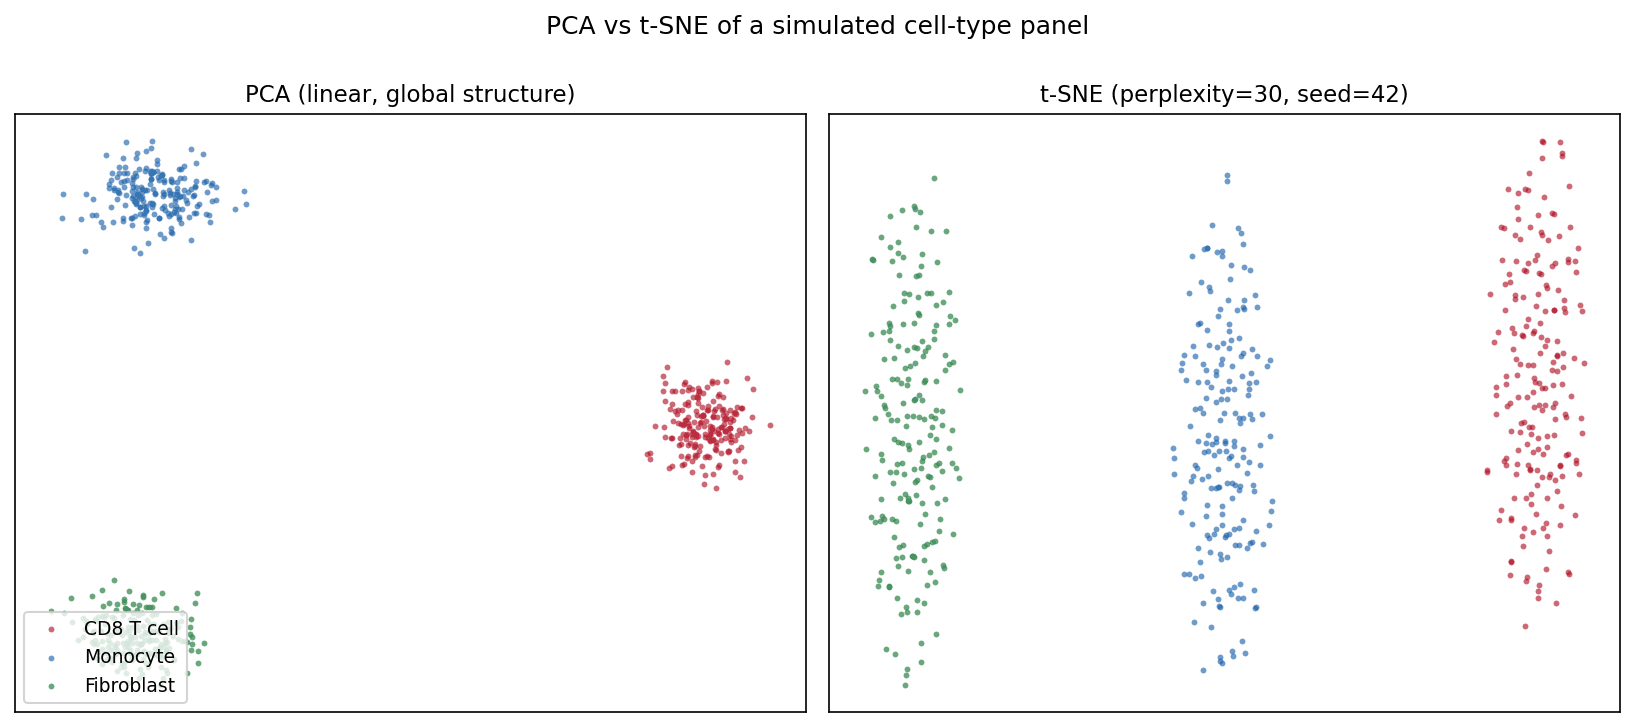 PCA vs t-SNE of a simulated cell-type panel
PCA (linear, global structure)
t-SNE (perplexity=30, seed=42)
CD8 T cell
Monocyte
Fibroblast